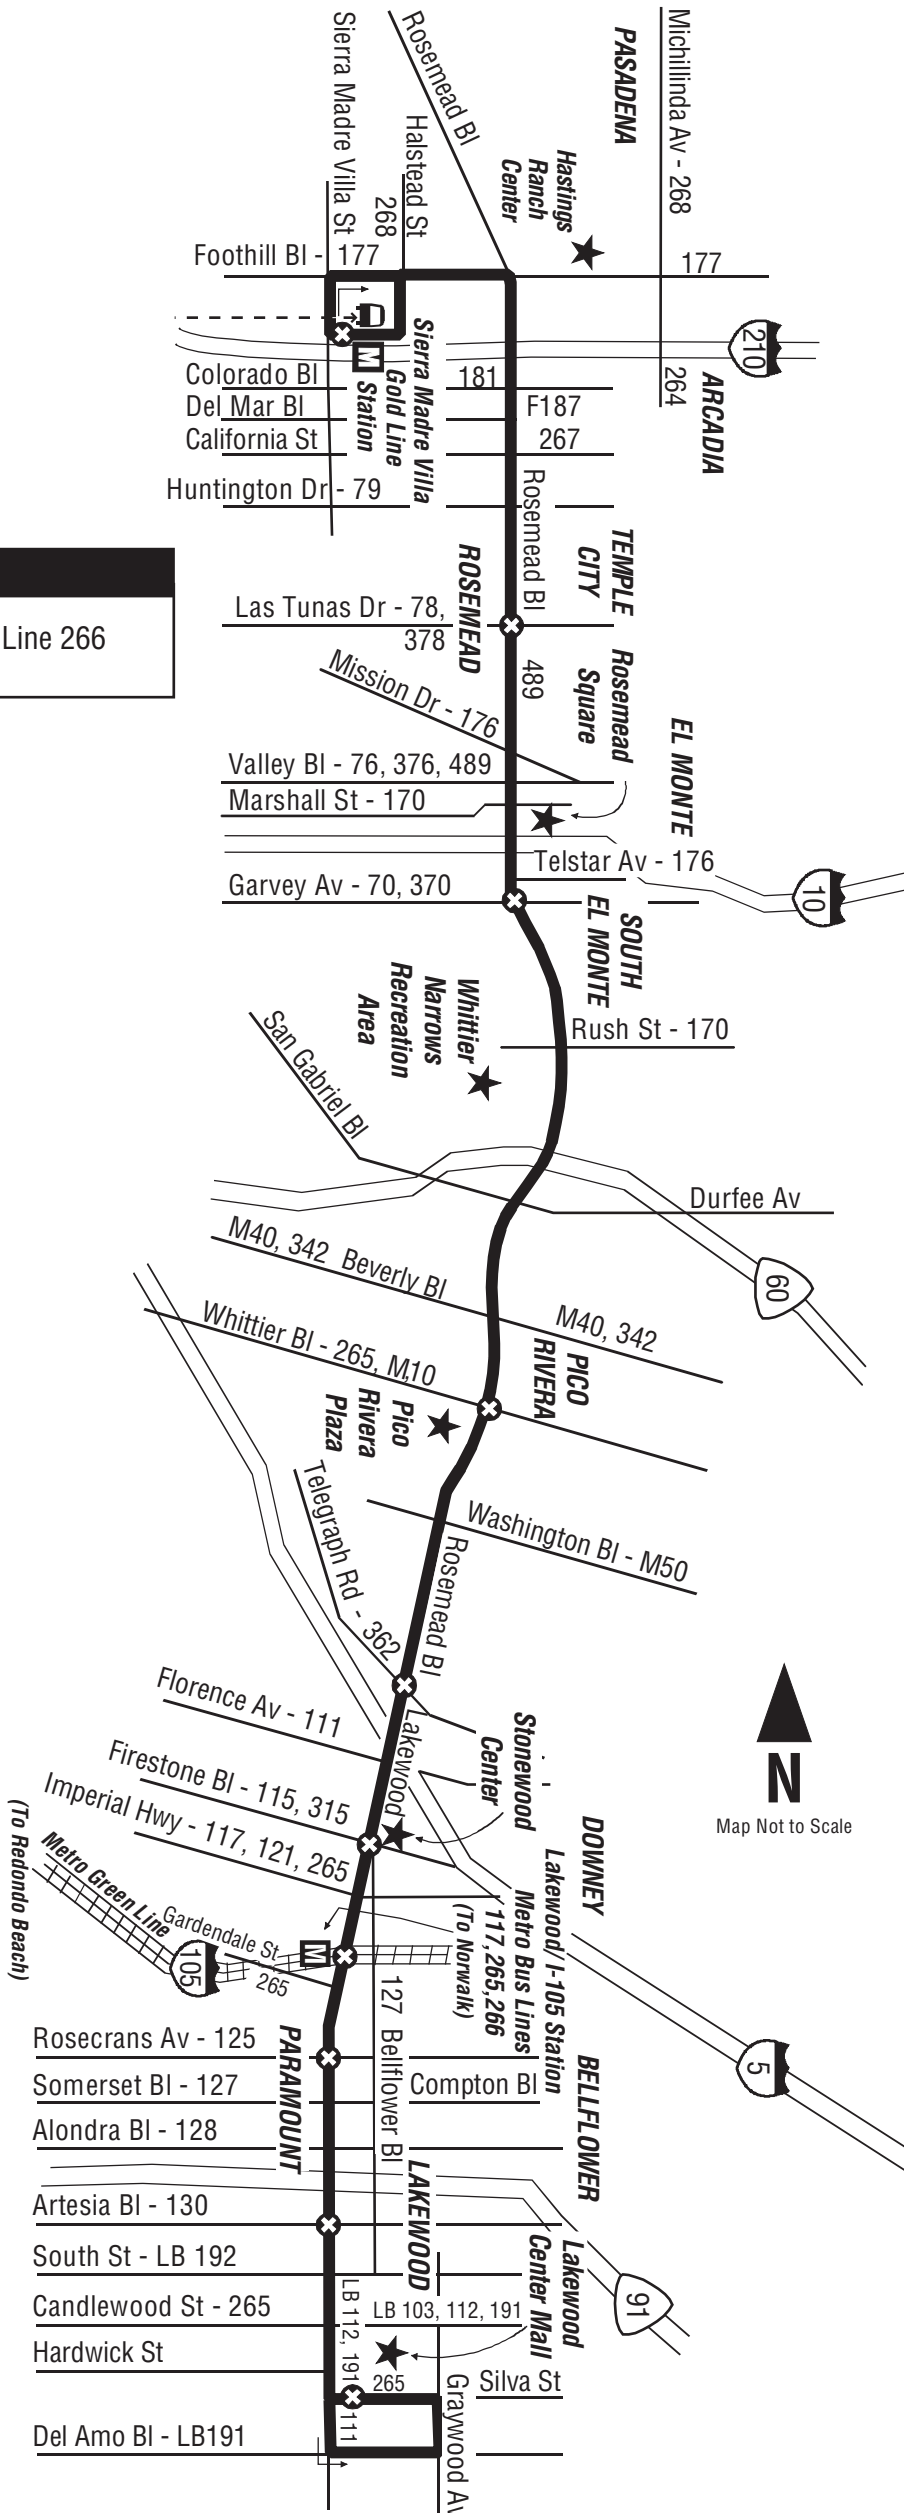 Michillinda Av - 268
PASADENA
Rosemead Bl
Sierra Madre Villa St
Halstead St
268
Hastings
Ranch
Center
Foothill Bl - 177
177
210
264
ARCADIA
M
Sierra Madre Villa
Gold Line
Station
Colorado Bl
181
Del Mar Bl
F187
California St
267
Huntington Dr - 79
Rosemead Bl
TEMPLE
CITY
ROSEMEAD
Line 266
Las Tunas Dr - 78,
378
489
Mission Dr - 176
Rosemead
Square
EL MONTE
Valley Bl - 76, 376, 489
Marshall St - 170
Telstar Av - 176
10
Garvey Av - 70, 370
SOUTH
EL MONTE
Whittier
Narrows
Recreation
Area
Rush St - 170
San Gabriel Bl
Durfee Av
60
M40, 342 Beverly Bl
M40, 342
Whittier Bl - 265, M10
PICO
RIVERA
Pico
Rivera
Plaza
Telegraph Rd - 362
Washington Bl - M50
Rosemead Bl
N
Map Not to Scale
Florence Av - 111
Lakewood
Stonewood
Center
Firestone Bl - 115, 315
Imperial Hwy - 117, 121, 265
DOWNEY
Lakewood/I-105 Station
Metro Bus Lines
117,265,266
(To Norwalk)
(To Redondo Beach)
Metro Green Line
Gardendale St
265
105
M
127 Bellflower Bl
5
Rosecrans Av - 125
PARAMOUNT
BELLFLOWER
Somerset Bl - 127
Compton Bl
Alondra Bl - 128
LAKEWOOD
Artesia Bl - 130
South St - LB 192
Lakewood
Center Mall
91
Candlewood St - 265
LB 103, 112, 191
LB 112, 191
Hardwick St
265
Silva St
111
Graywood Av
Del Amo Bl - LB191